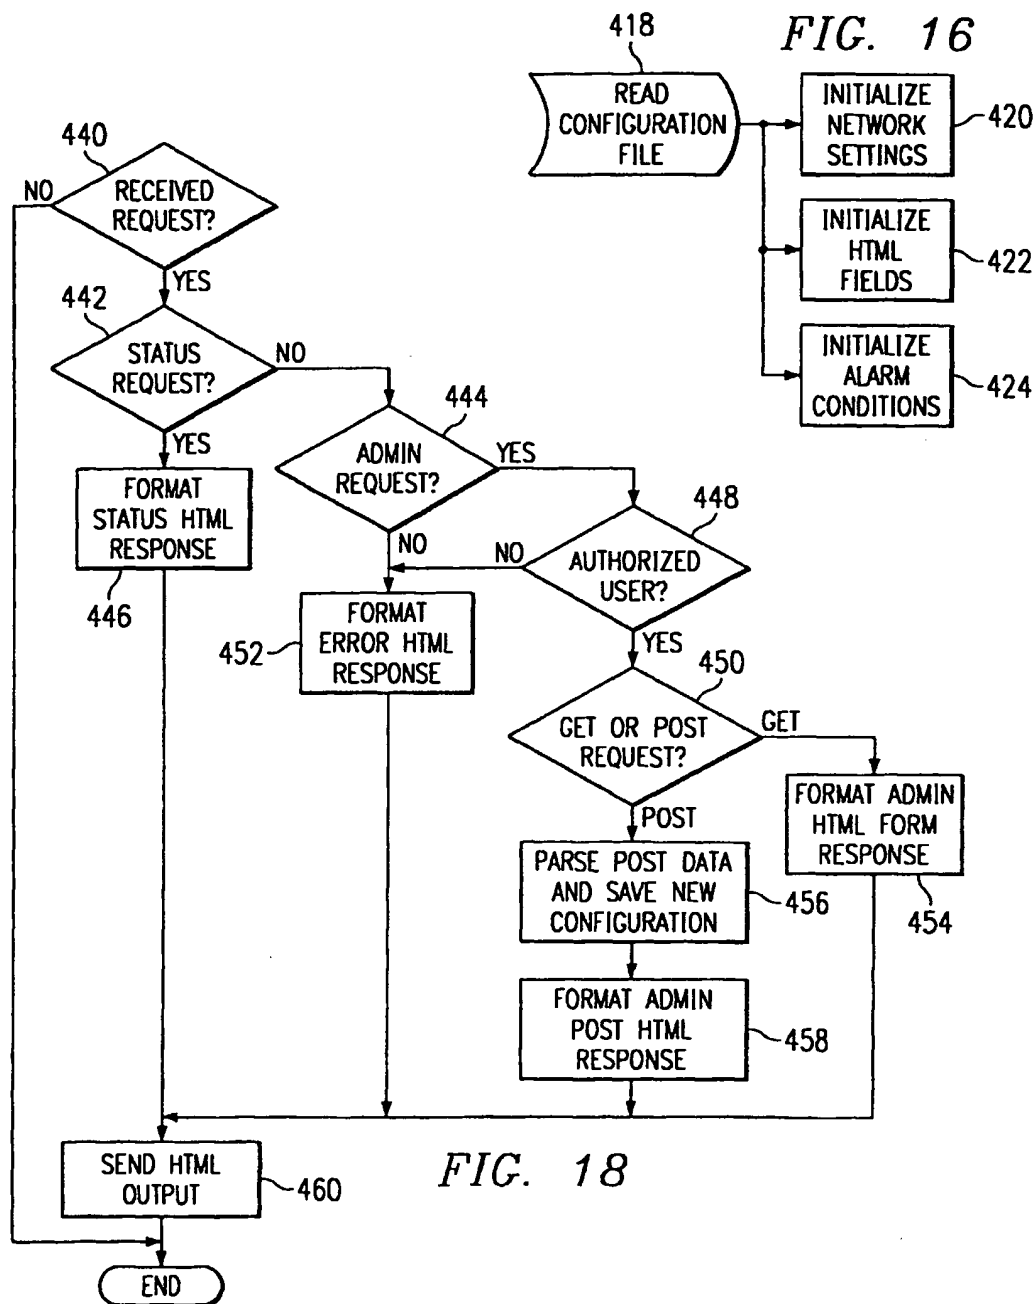 FIG. 16
418
READ
CONFIGURATION
FILE
INITIALIZE
NETWORK
SETTINGS
420
INITIALIZE
HTML
FIELDS
422
INITIALIZE
ALARM
CONDITIONS
424
440
NO
RECEIVED
REQUEST?
YES
442
STATUS
REQUEST?
NO
YES
444
ADMIN
REQUEST?
YES
NO
FORMAT
STATUS HTML
RESPONSE
446
448
AUTHORIZED
USER?
NO
YES
FORMAT
ERROR HTML
RESPONSE
452
450
GET OR POST
REQUEST?
GET
POST
FORMAT ADMIN
HTML FORM
RESPONSE
454
PARSE POST DATA
AND SAVE NEW
CONFIGURATION
456
FORMAT ADMIN
POST HTML
RESPONSE
458
SEND HTML
OUTPUT
460
FIG. 18
END